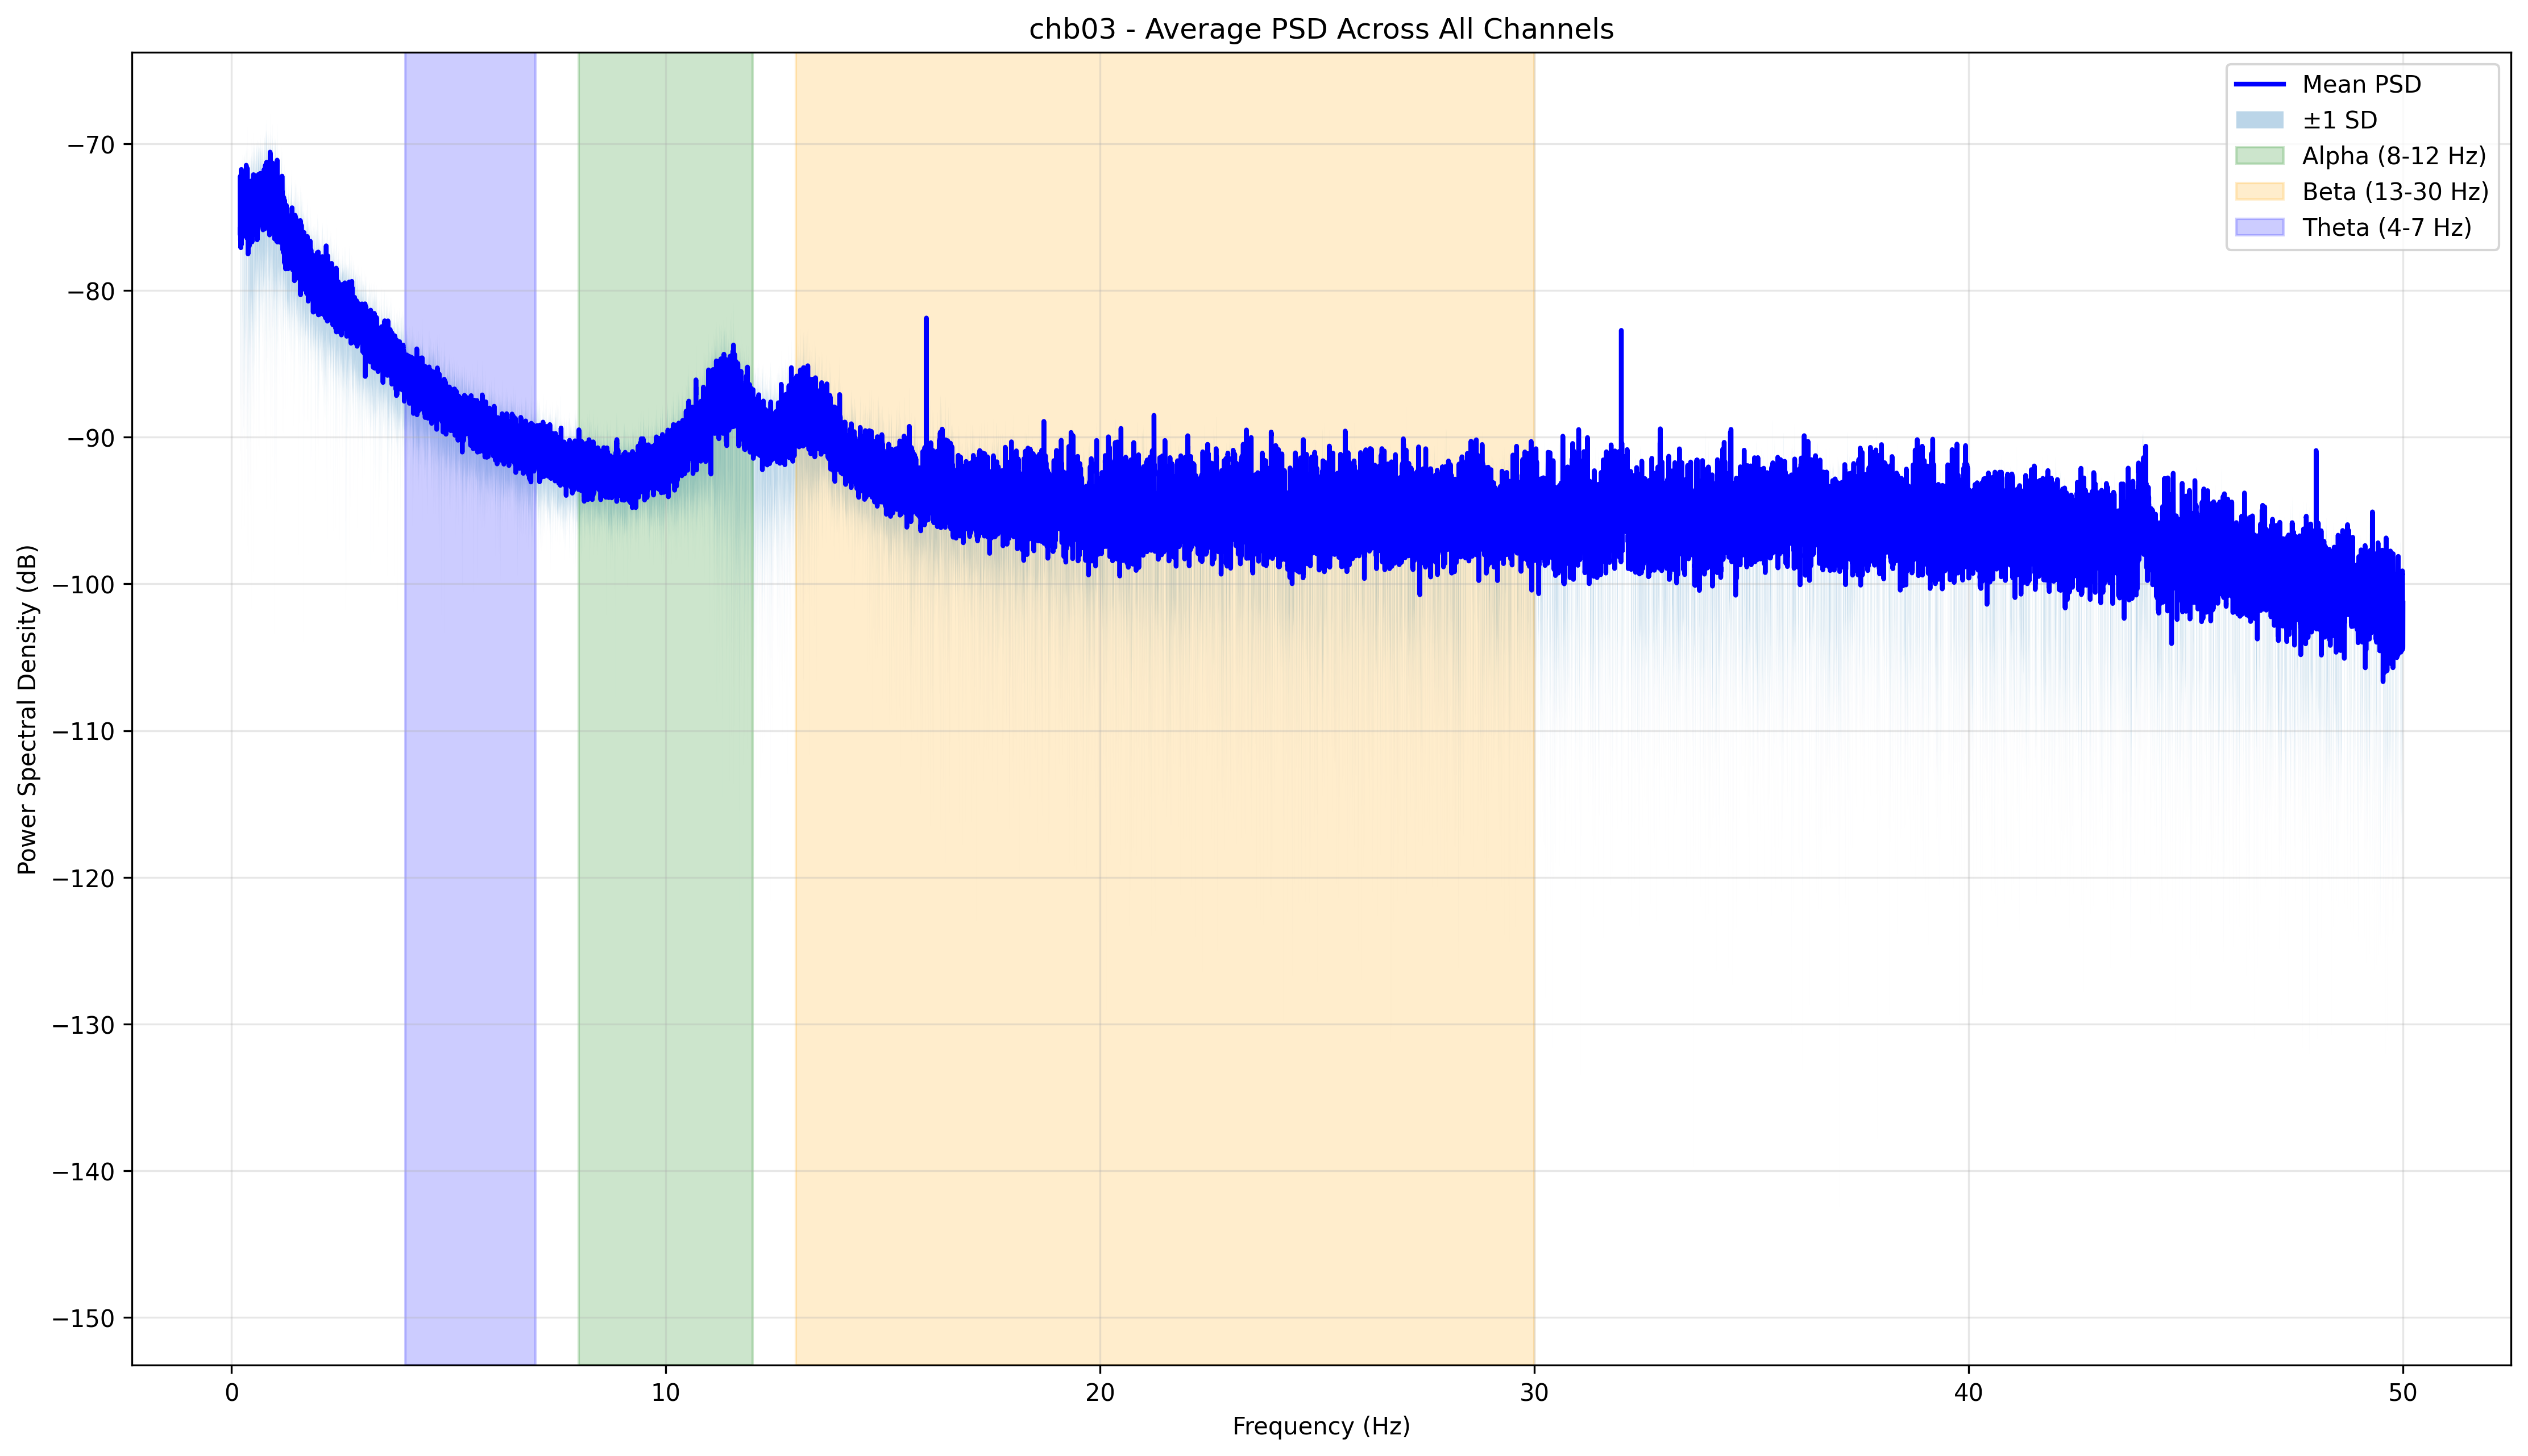 chb03 - Average PSD Across All Channels
Mean PSD
±1 SD
Alpha (8-12 Hz)
Beta (13-30 Hz)
Theta (4-7 Hz)
Power Spectral Density (dB)
−70
−80
−90
−100
−110
−120
−130
−140
−150
0 10 20 30 40 50
Frequency (Hz)